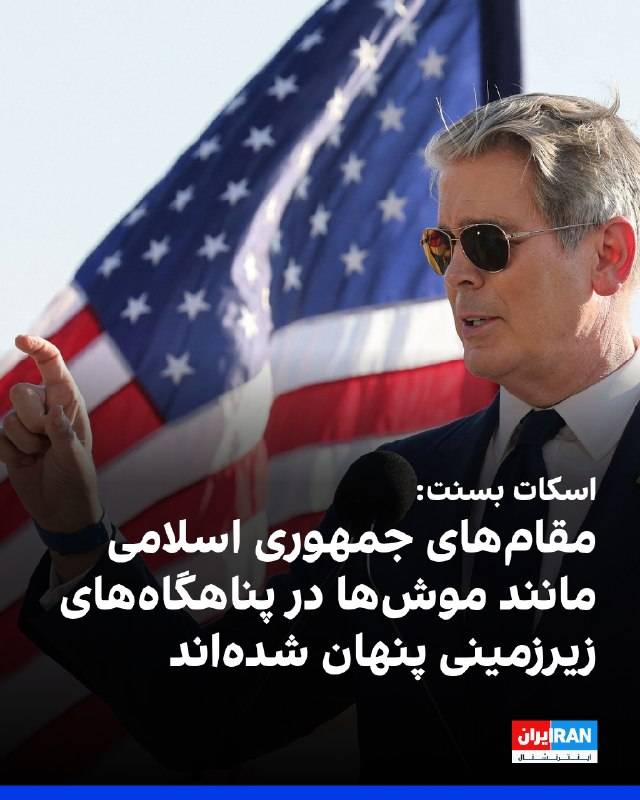 اسکات بسنت:
مقام‌های جمهوری اسلامی
مانند موش‌ها در پناهگاه‌های
زیرزمینی پنهان شده‌اند
ایران IRAN
اینترنشنال